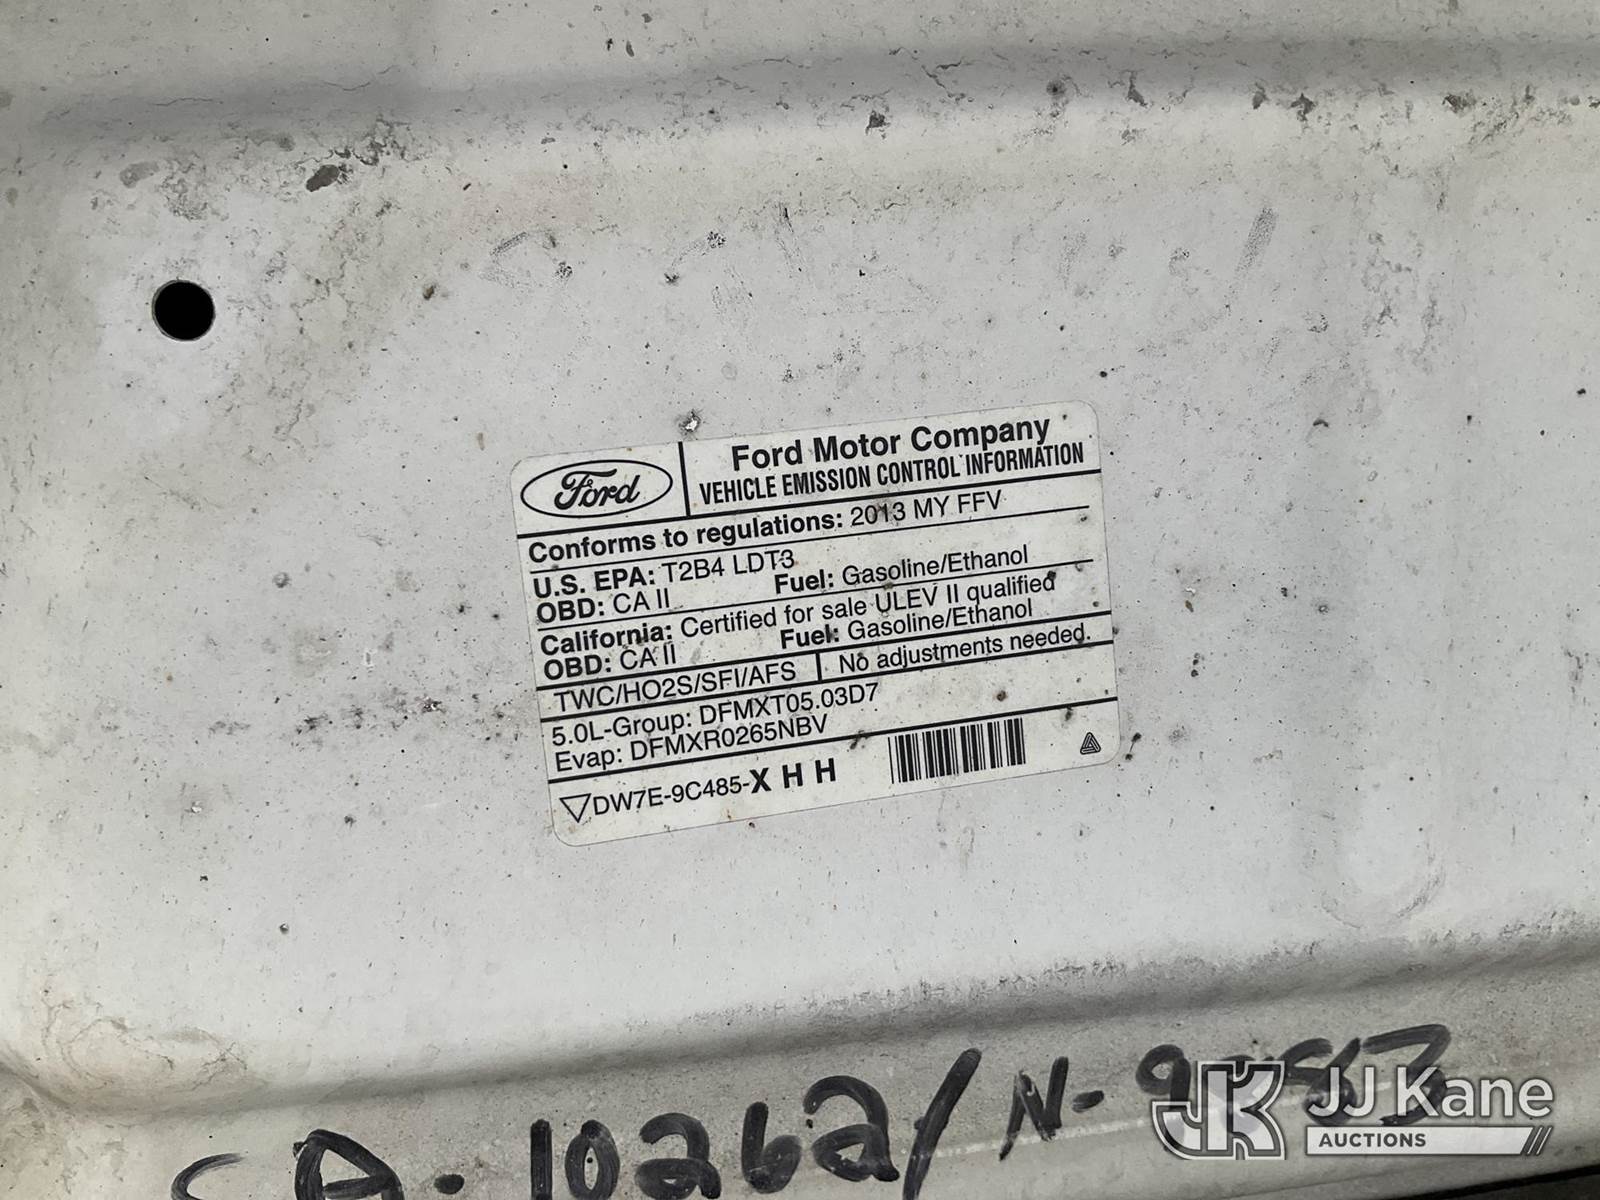 Ford
Ford Motor Company
VEHICLE EMISSION CONTROL INFORMATION
Conforms to regulations: 2013 MY FFV
U.S. EPA: T2B4 LDT3
OBD: CA II Fuel: Gasoline/Ethanol
California: Certified for sale ULEV II qualified
OBD: CA II Fuel: Gasoline/Ethanol
TWC/HO2S/SFI/AFS No adjustments needed.
5.0L-Group: DFMXT05.03D7
Evap: DFMXR0265NBV
DW7E-9C485-X H H
CA-10262/
JJ Kane
AUCTIONS